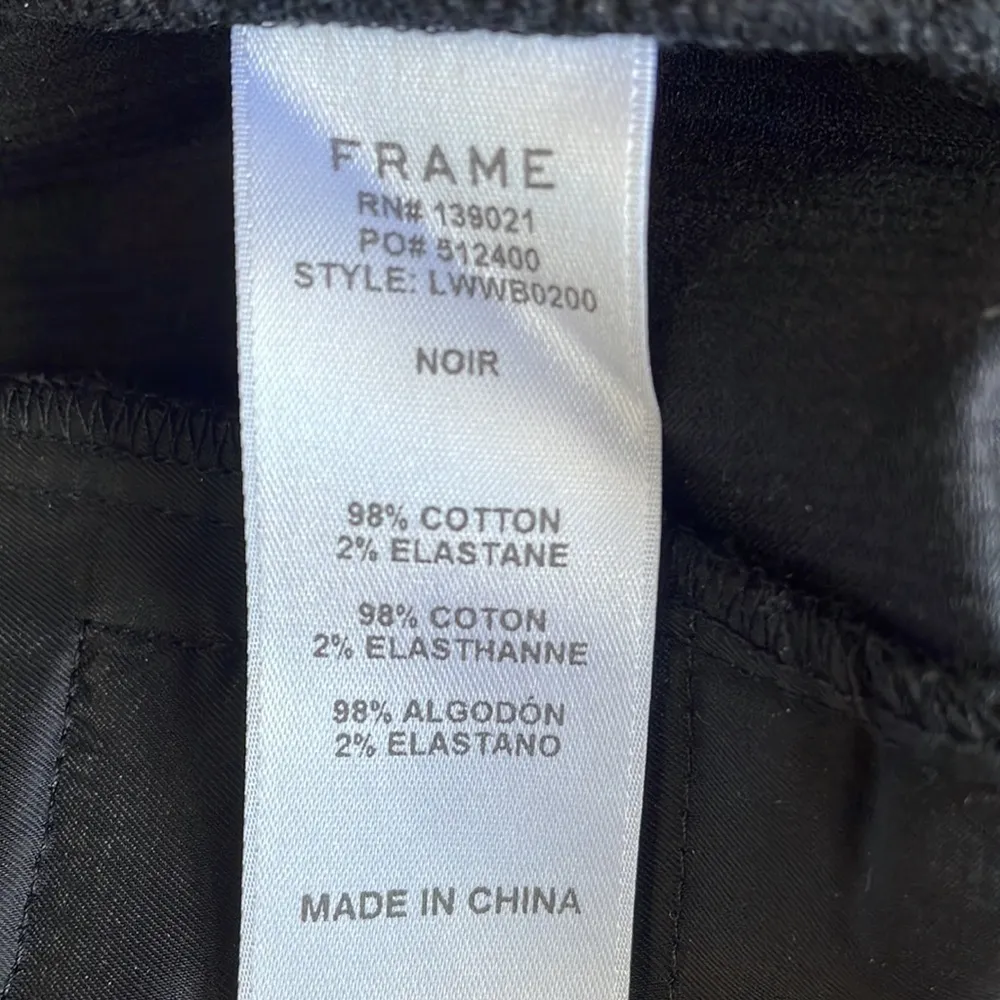 FRAME
RN# 139021
PO# 512400
STYLE: LWWB0200
NOIR
98% COTTON
2% ELASTANE
98% COTON
2% ELASTHANNE
98% ALGODÓN
2% ELASTANO
MADE IN CHINA